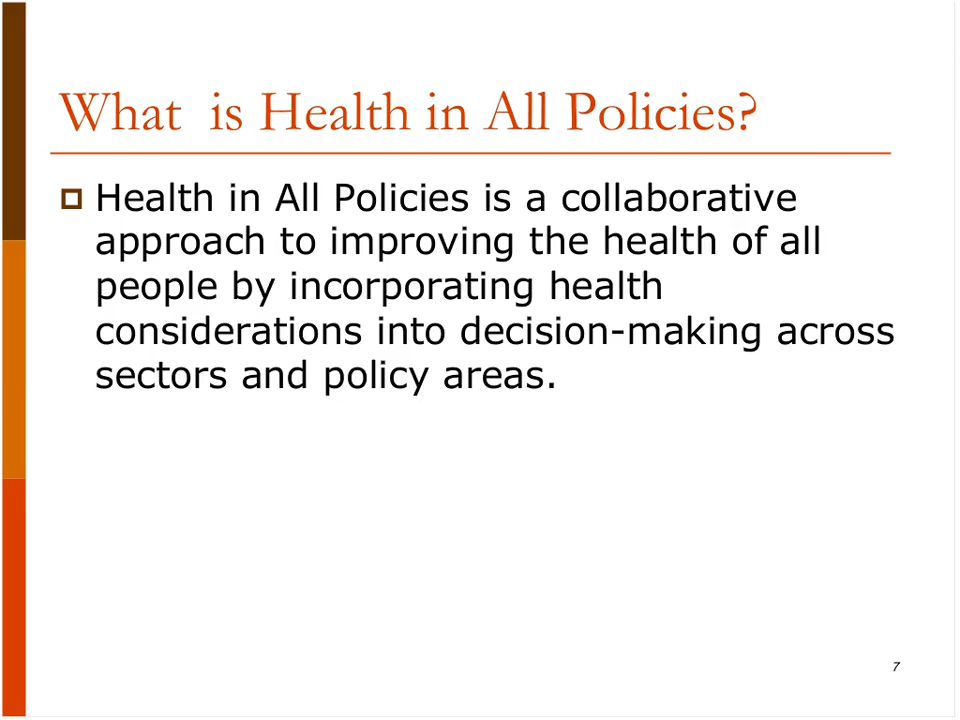 What  is Health in All Policies?
Health in All Policies is a collaborative
approach to improving the health of all
people by incorporating health
considerations into decision-making across
sectors and policy areas.
7